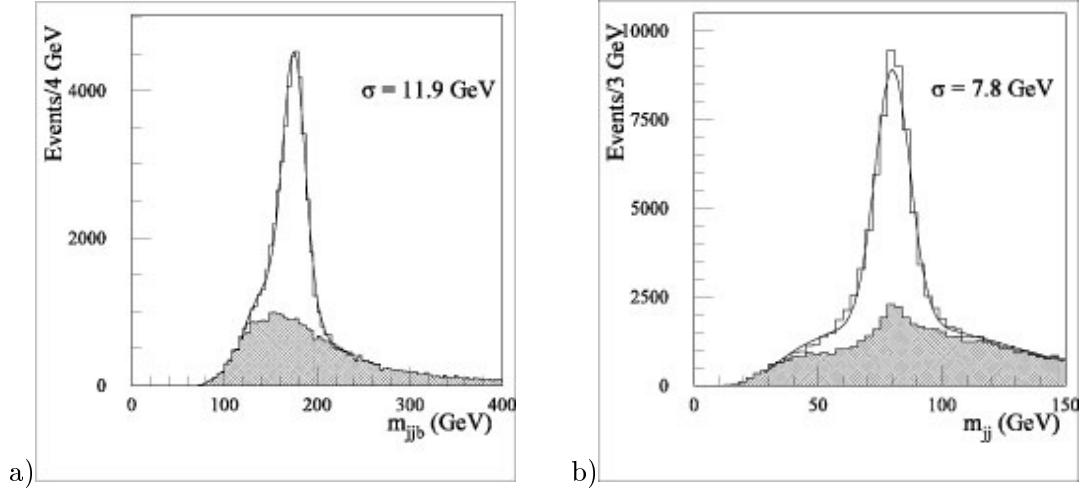 Events/4 GeV
4000
2000
0
σ = 11.9 GeV
0 100 200 300 400
m_jjb (GeV)
a)
Events/3 GeV
10000
7500
5000
2500
0
σ = 7.8 GeV
0 50 100 150
m_jj (GeV)
b)